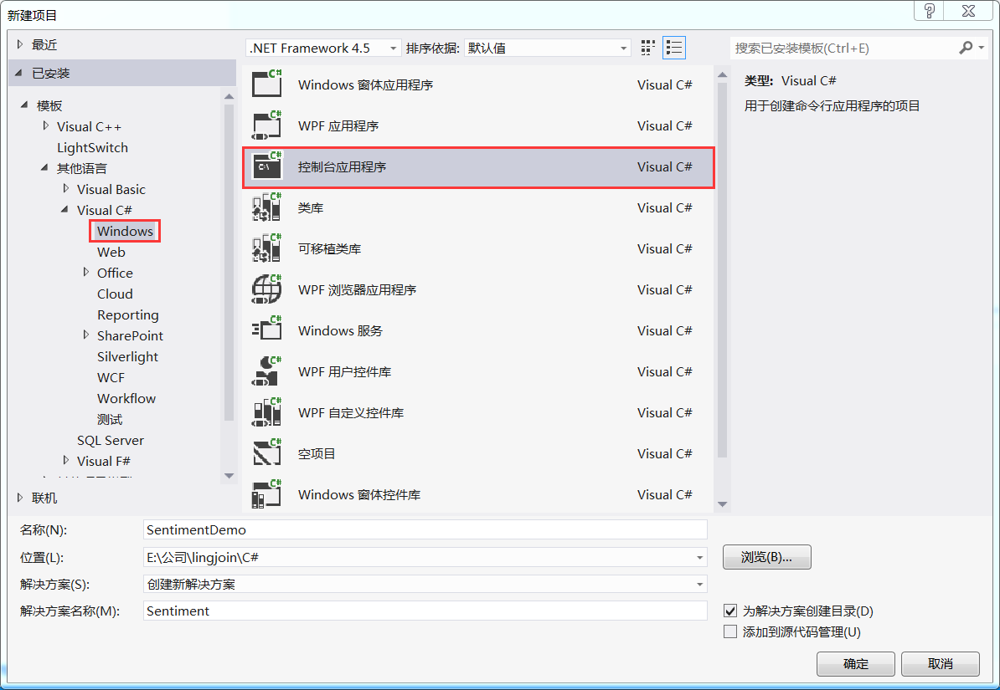 新建项目
最近
.NET Framework 4.5
排序依据:
默认值
搜索已安装模板(Ctrl+E)
已安装
模板
Visual C++
LightSwitch
其他语言
Visual Basic
Visual C#
Windows
Web
Office
Cloud
Reporting
SharePoint
Silverlight
WCF
Workflow
测试
SQL Server
Visual F#
联机
C# Windows 窗体应用程序 Visual C#
C# WPF 应用程序 Visual C#
C# C:\ 控制台应用程序 Visual C#
C# 类库 Visual C#
C# 可移植类库 Visual C#
C# WPF 浏览器应用程序 Visual C#
C# Windows 服务 Visual C#
C# WPF 用户控件库 Visual C#
C# WPF 自定义控件库 Visual C#
C# 空项目 Visual C#
C# Windows 窗体控件库 Visual C#
类型: Visual C#
用于创建命令行应用程序的项目
名称(N): SentimentDemo
位置(L): E:\公司\lingjoin\C# 浏览(B)...
解决方案(S): 创建新解决方案
解决方案名称(M): Sentiment
为解决方案创建目录(D)
添加到源代码管理(U)
确定 取消